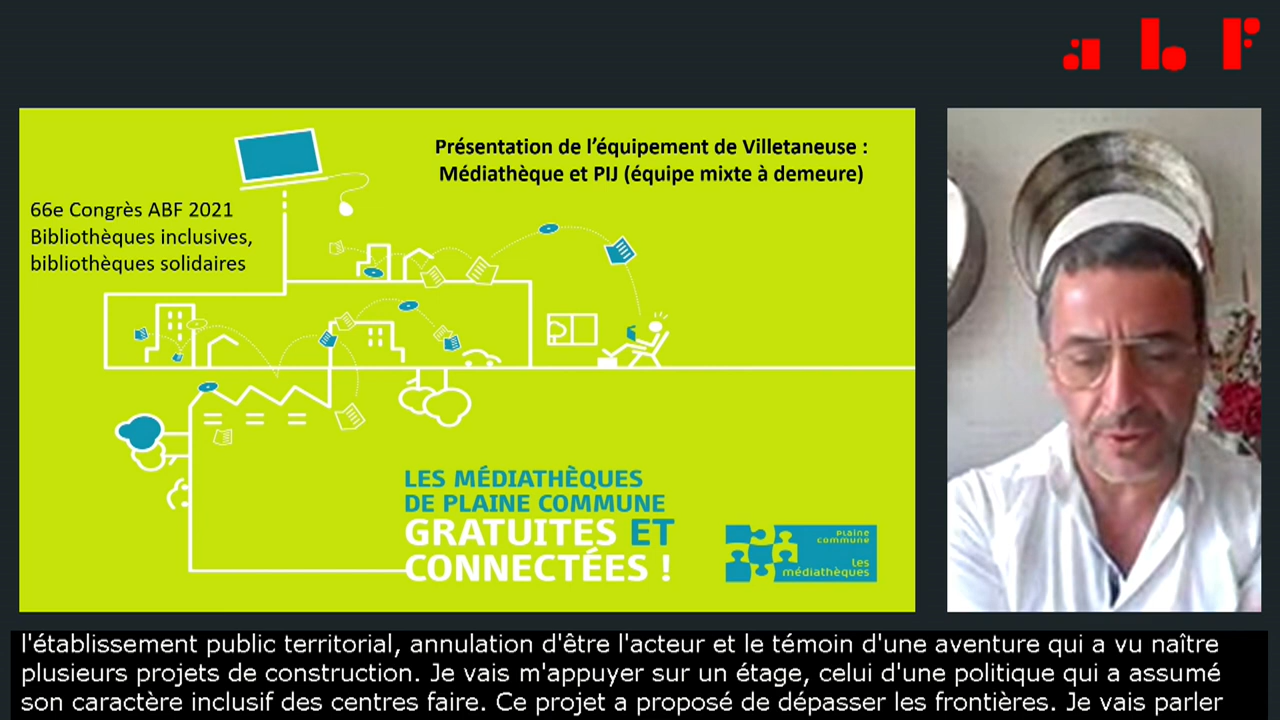 abf
Présentation de l'équipement de Villetaneuse :
Médiathèque et PIJ (équipe mixte à demeure)
66e Congrès ABF 2021
Bibliothèques inclusives,
bibliothèques solidaires
LES MÉDIATHÈQUES
DE PLAINE COMMUNE
GRATUITES ET
CONNECTÉES !
plaine
commune
les
médiathèques
l'établissement public territorial, annulation d'être l'acteur et le témoin d'une aventure qui a vu naître
plusieurs projets de construction. Je vais m'appuyer sur un étage, celui d'une politique qui a assumé
son caractère inclusif des centres faire. Ce projet a proposé de dépasser les frontières. Je vais parler